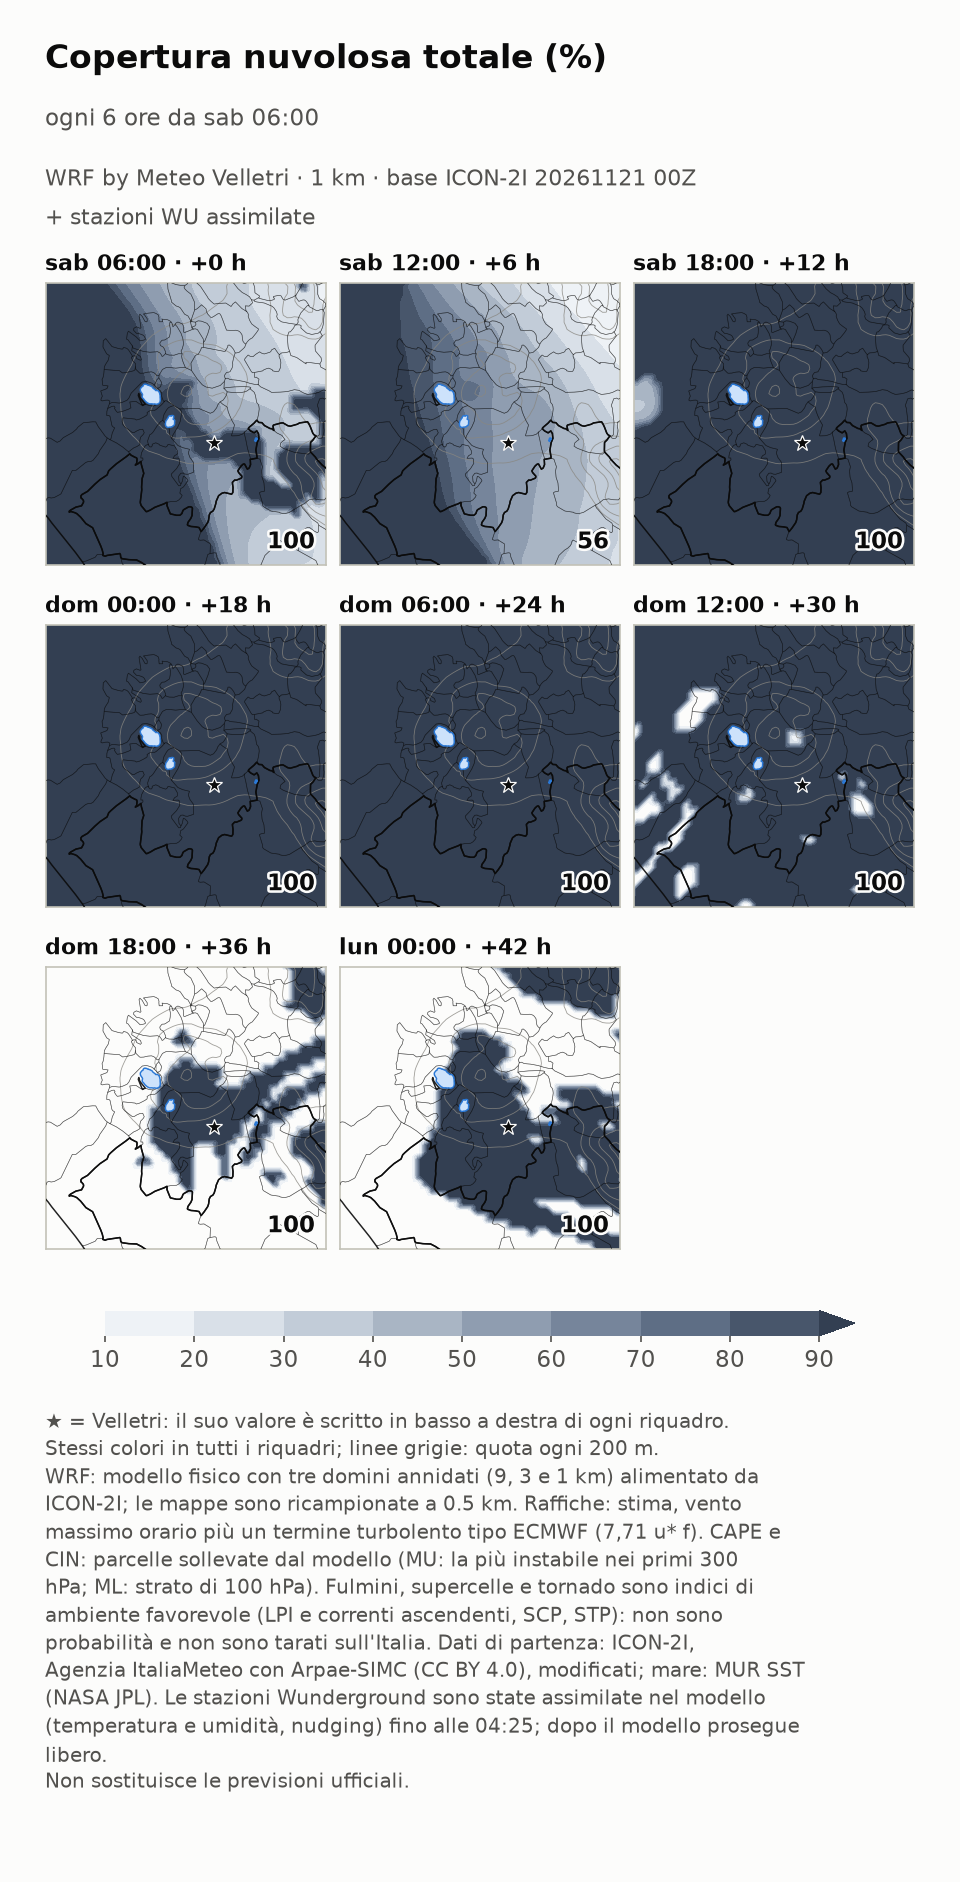 Copertura nuvolosa totale (%)
ogni 6 ore da sab 06:00
WRF by Meteo Velletri · 1 km · base ICON-2I 20261121 00Z
+ stazioni WU assimilate
sab 06:00 · +0 h
sab 12:00 · +6 h
sab 18:00 · +12 h
100
56
100
dom 00:00 · +18 h
dom 06:00 · +24 h
dom 12:00 · +30 h
100
100
100
dom 18:00 · +36 h
lun 00:00 · +42 h
100
100
10 20 30 40 50 60 70 80 90
★ = Velletri: il suo valore è scritto in basso a destra di ogni riquadro.
Stessi colori in tutti i riquadri; linee grigie: quota ogni 200 m.
WRF: modello fisico con tre domini annidati (9, 3 e 1 km) alimentato da
ICON-2I; le mappe sono ricampionate a 0.5 km. Raffiche: stima, vento
massimo orario più un termine turbolento tipo ECMWF (7,71 u* f). CAPE e
CIN: parcelle sollevate dal modello (MU: la più instabile nei primi 300
hPa; ML: strato di 100 hPa). Fulmini, supercelle e tornado sono indici di
ambiente favorevole (LPI e correnti ascendenti, SCP, STP): non sono
probabilità e non sono tarati sull'Italia. Dati di partenza: ICON-2I,
Agenzia ItaliaMeteo con Arpae-SIMC (CC BY 4.0), modificati; mare: MUR SST
(NASA JPL). Le stazioni Wunderground sono state assimilate nel modello
(temperatura e umidità, nudging) fino alle 04:25; dopo il modello prosegue
libero.
Non sostituisce le previsioni ufficiali.